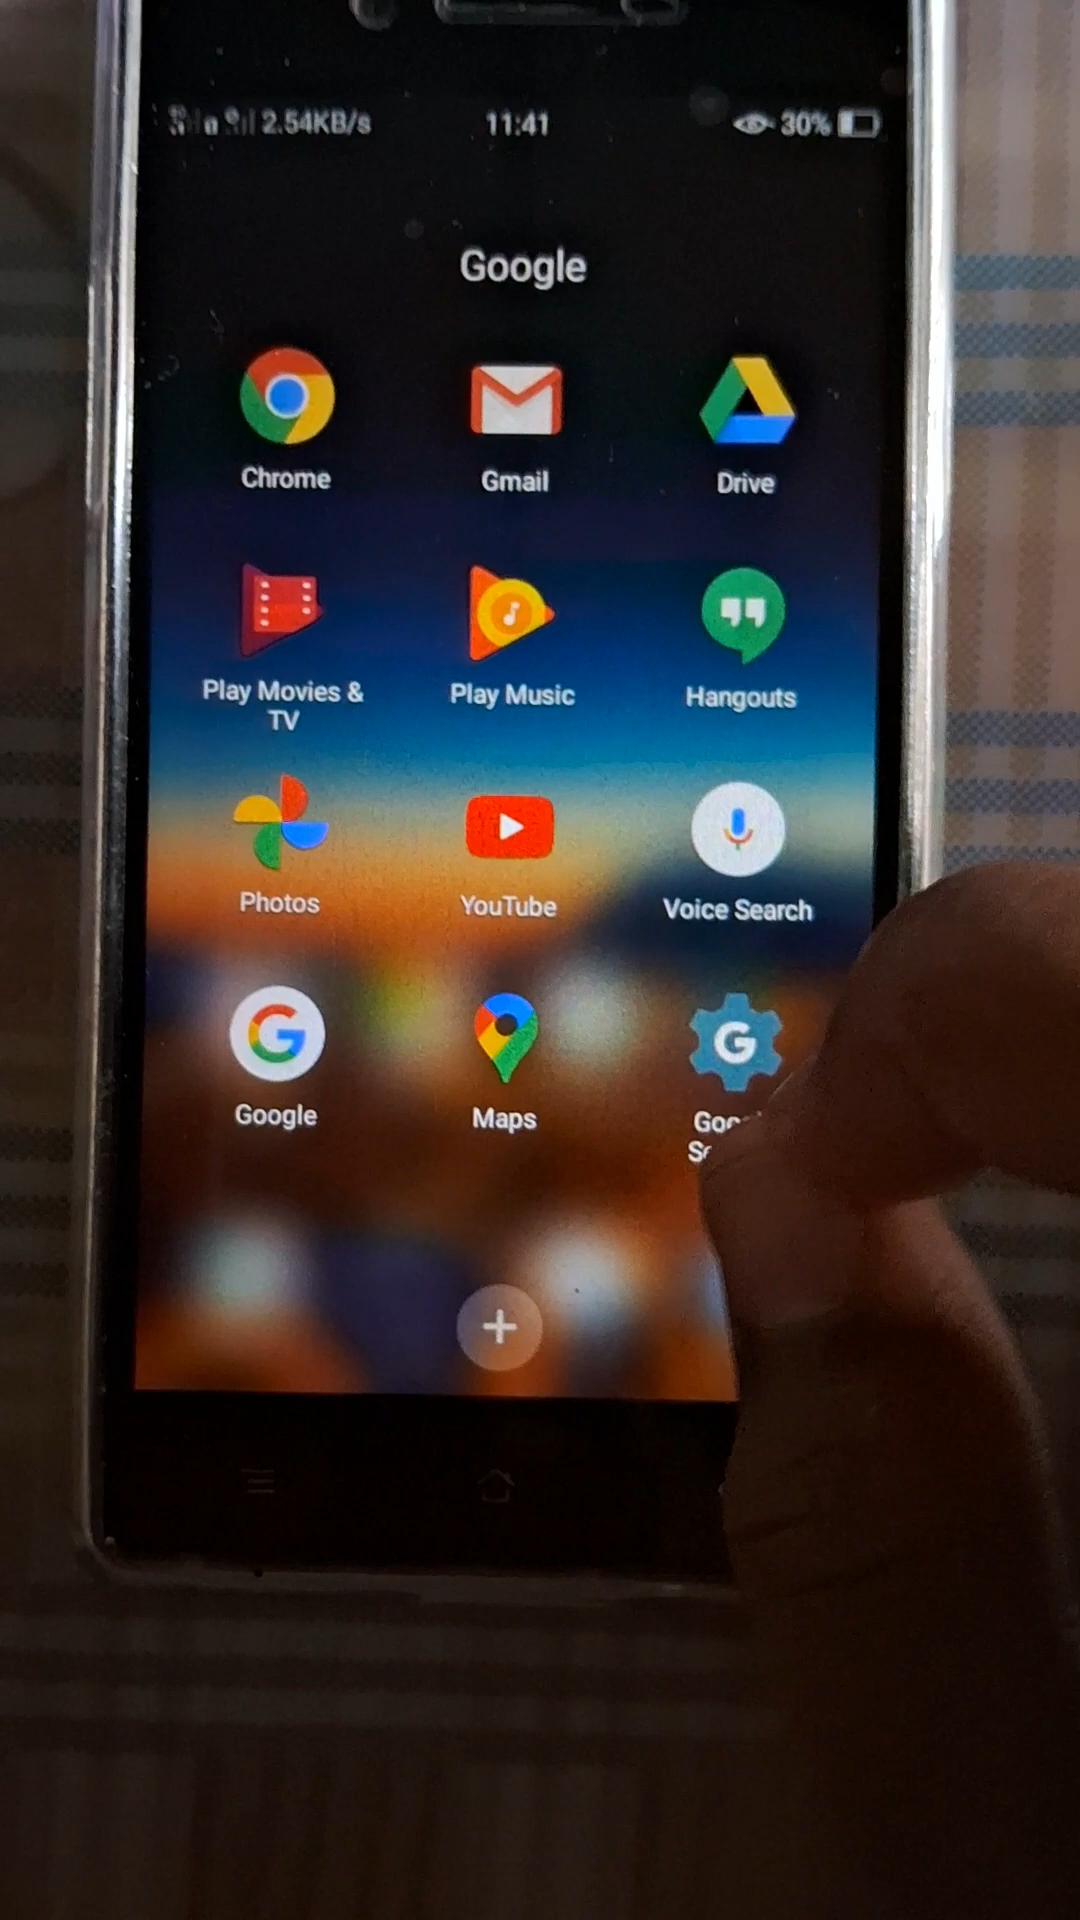 2.54KB/s 11:41 30%
Google
Chrome Gmail Drive
Play Movies & Play Music Hangouts
TV
Photos YouTube Voice Search
Google Maps